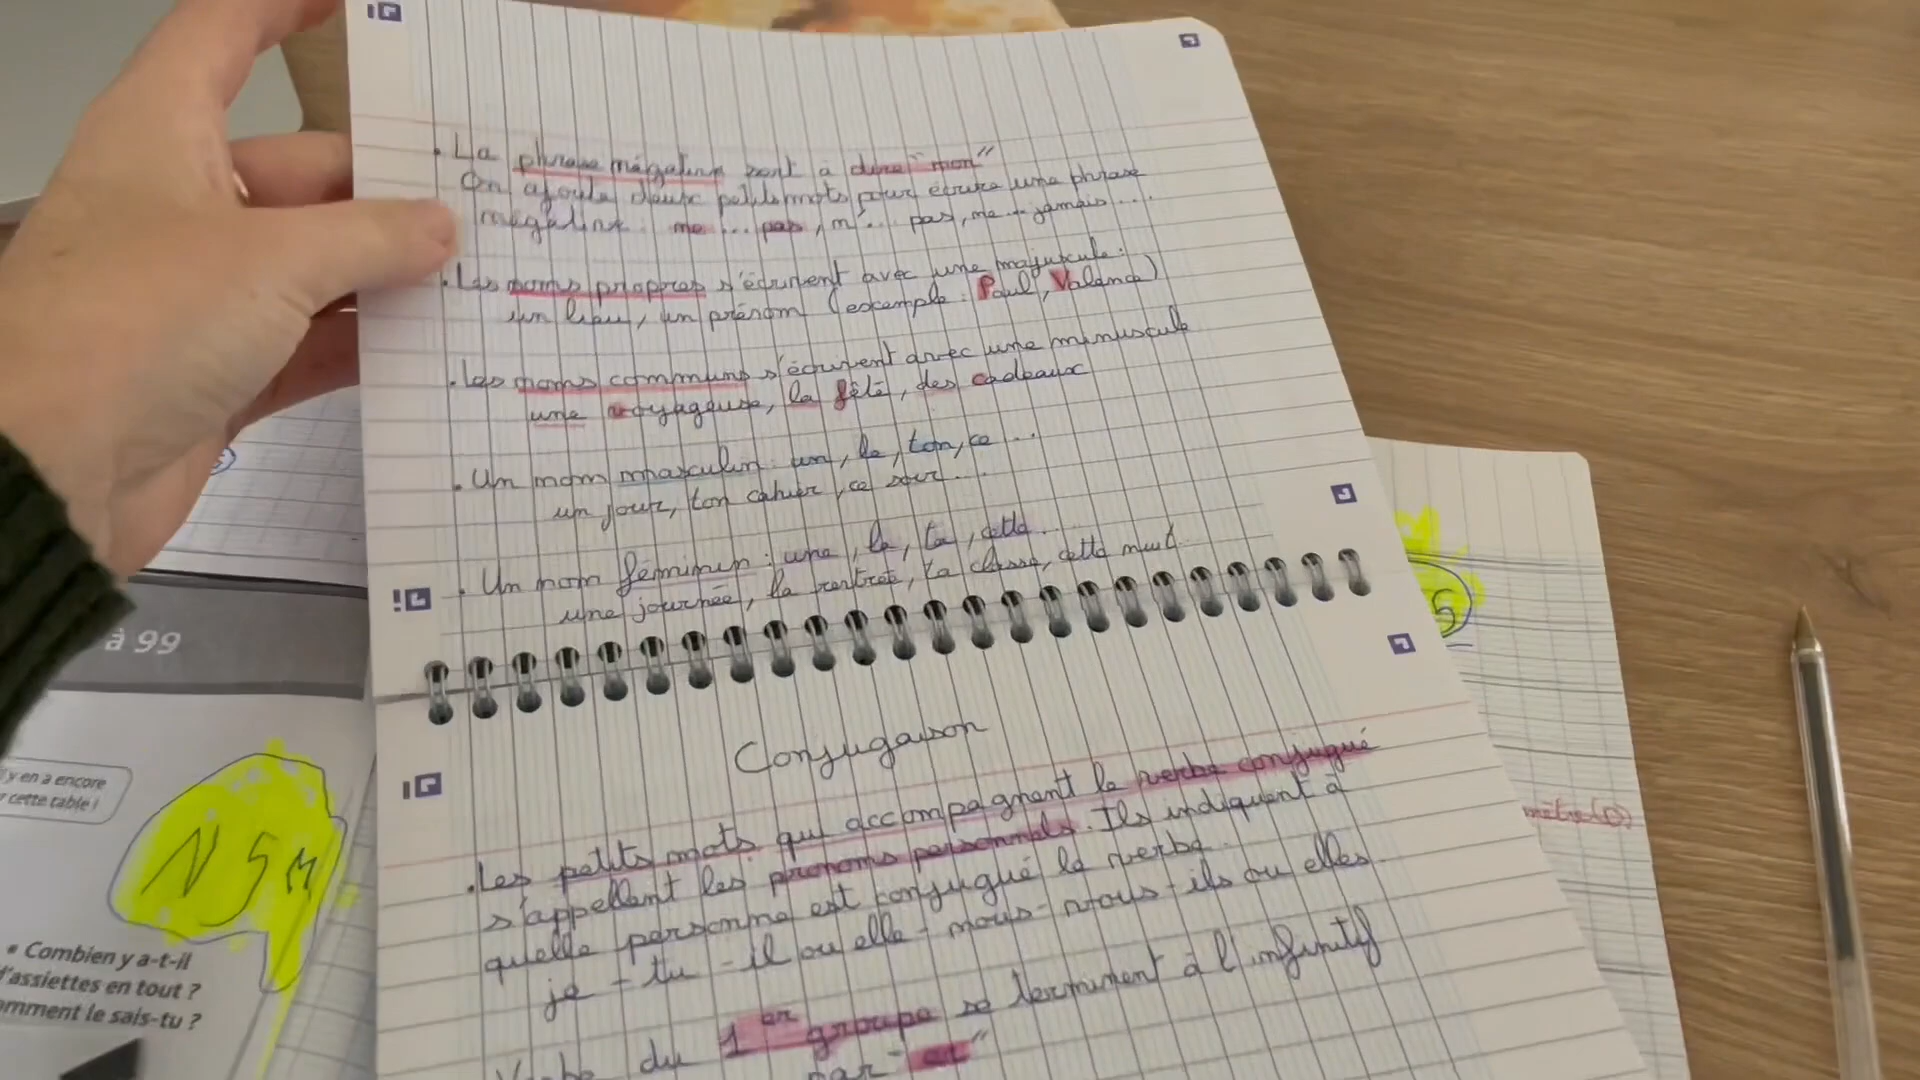 . La phrase négative sert à dire "non"
On ajoute deux petits mots pour écrire une phrase
négative : ne ... pas, n'... pas, ne ... jamais ...
. Les noms propres s'écrivent avec une majuscule :
un lieu, un prénom (exemple : Paul, Valence)
. Les noms communs s'écrivent avec une minuscule
une voyageuse, la fête, des cadeaux
. Un nom masculin : un, le, ton, ce ...
un jour, ton cahier, ce soir ...
. Un nom féminin : une, la, ta, cette ...
une journée, la rentrée, ta classe, cette nuit.
Conjugaison
. Les petits mots qui accompagnent le verbe conjugué
s'appellent les pronoms personnels. Ils indiquent à
quelle personne est conjugué le verbe.
je - tu - il ou elle - nous - vous - ils ou elles
du 1er groupe se terminent à l'infinitif
par "er"
à 99
y en a encore
cette table !
NSM
• Combien y a-t-il
d'assiettes en tout ?
omment le sais-tu ?
5
mètre(s)